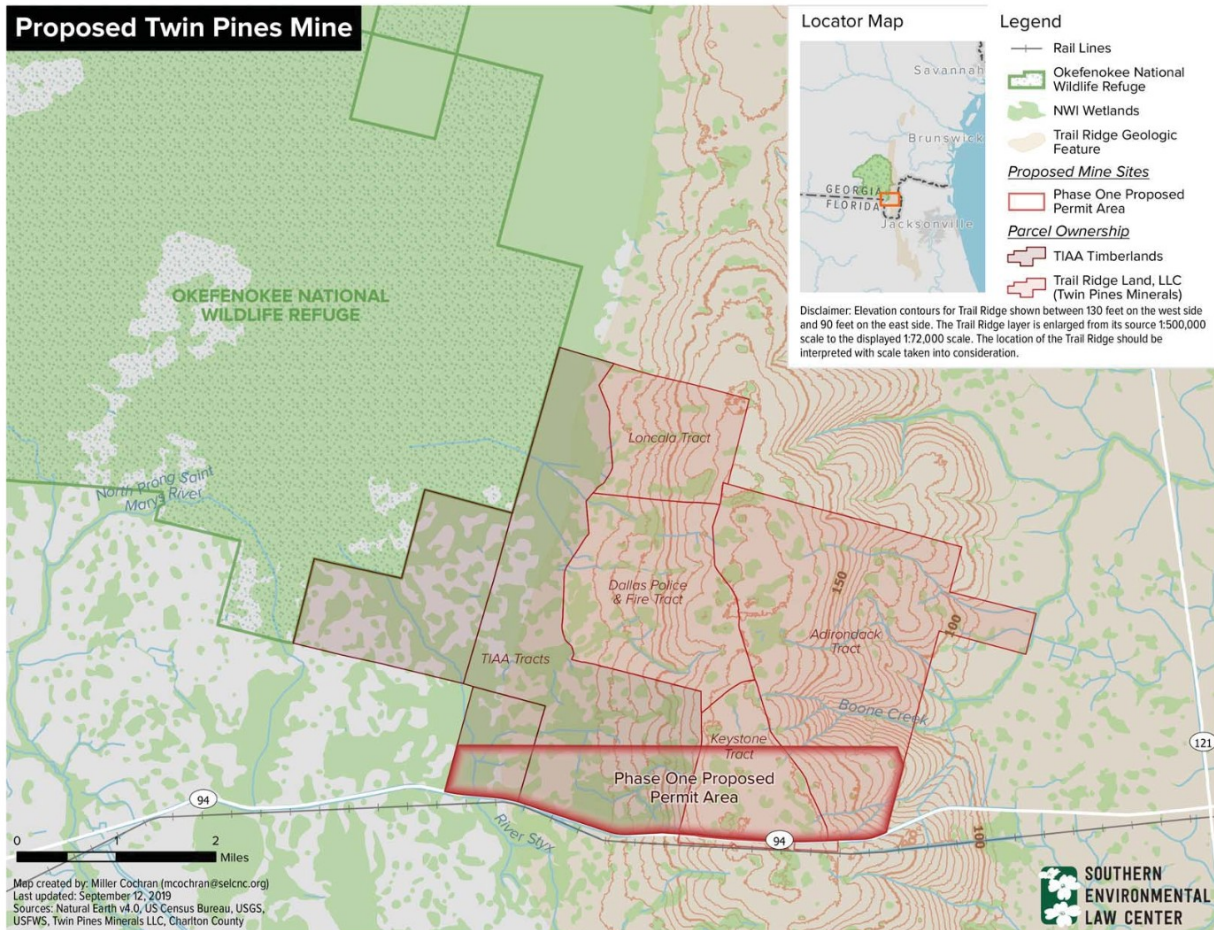 Proposed Twin Pines Mine
Locator Map
Savannah
Brunswick
GEORGIA
FLORIDA
Jacksonville
Legend
Rail Lines
Okefenokee National
Wildlife Refuge
NWI Wetlands
Trail Ridge Geologic
Feature
Proposed Mine Sites
Phase One Proposed
Permit Area
Parcel Ownership
TIAA Timberlands
Trail Ridge Land, LLC
(Twin Pines Minerals)
Disclaimer: Elevation contours for Trail Ridge shown between 130 feet on the west side
and 90 feet on the east side. The Trail Ridge layer is enlarged from its source 1:500,000
scale to the displayed 1:72,000 scale. The location of the Trail Ridge should be
interpreted with scale taken into consideration.
OKEFENOKEE NATIONAL
WILDLIFE REFUGE
North Prong Saint
Marys River
Loncala Tract
Dallas Police
& Fire Tract
150
100
Adirondack
Tract
TIAA Tracts
Boone Creek
Keystone
Tract
121
Phase One Proposed
Permit Area
94
River Styx
94
100
0 1 2
Miles
Map created by: Miller Cochran (mcochran@selcnc.org)
Last updated: September 12, 2019
Sources: Natural Earth v4.0, US Census Bureau, USGS,
USFWS, Twin Pines Minerals LLC, Charlton County
SOUTHERN
ENVIRONMENTAL
LAW CENTER